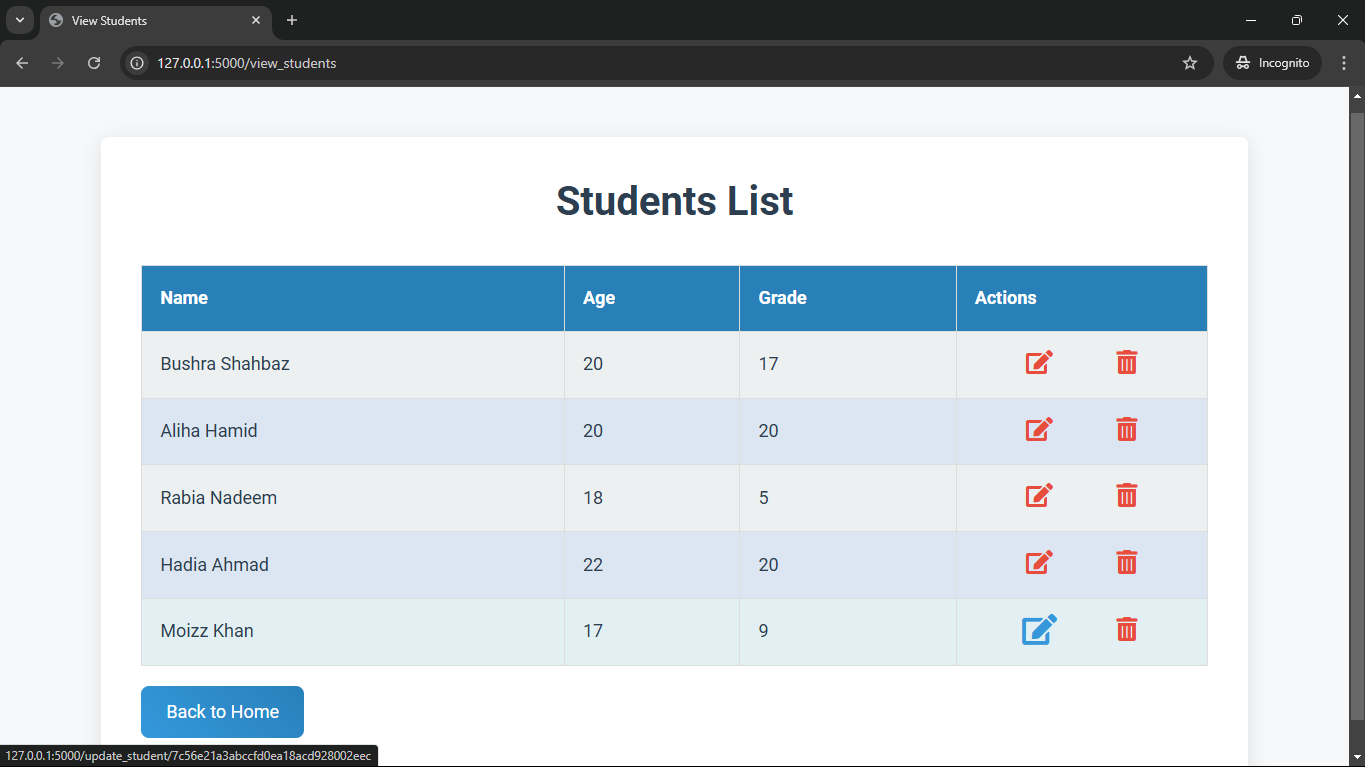 View Students
127.0.0.1:5000/view_students
Incognito
Students List
Name Age Grade Actions
Bushra Shahbaz 20 17
Aliha Hamid 20 20
Rabia Nadeem 18 5
Hadia Ahmad 22 20
Moizz Khan 17 9
Back to Home
127.0.0.1:5000/update_student/7c56e21a3abccfd0ea18acd928002eec